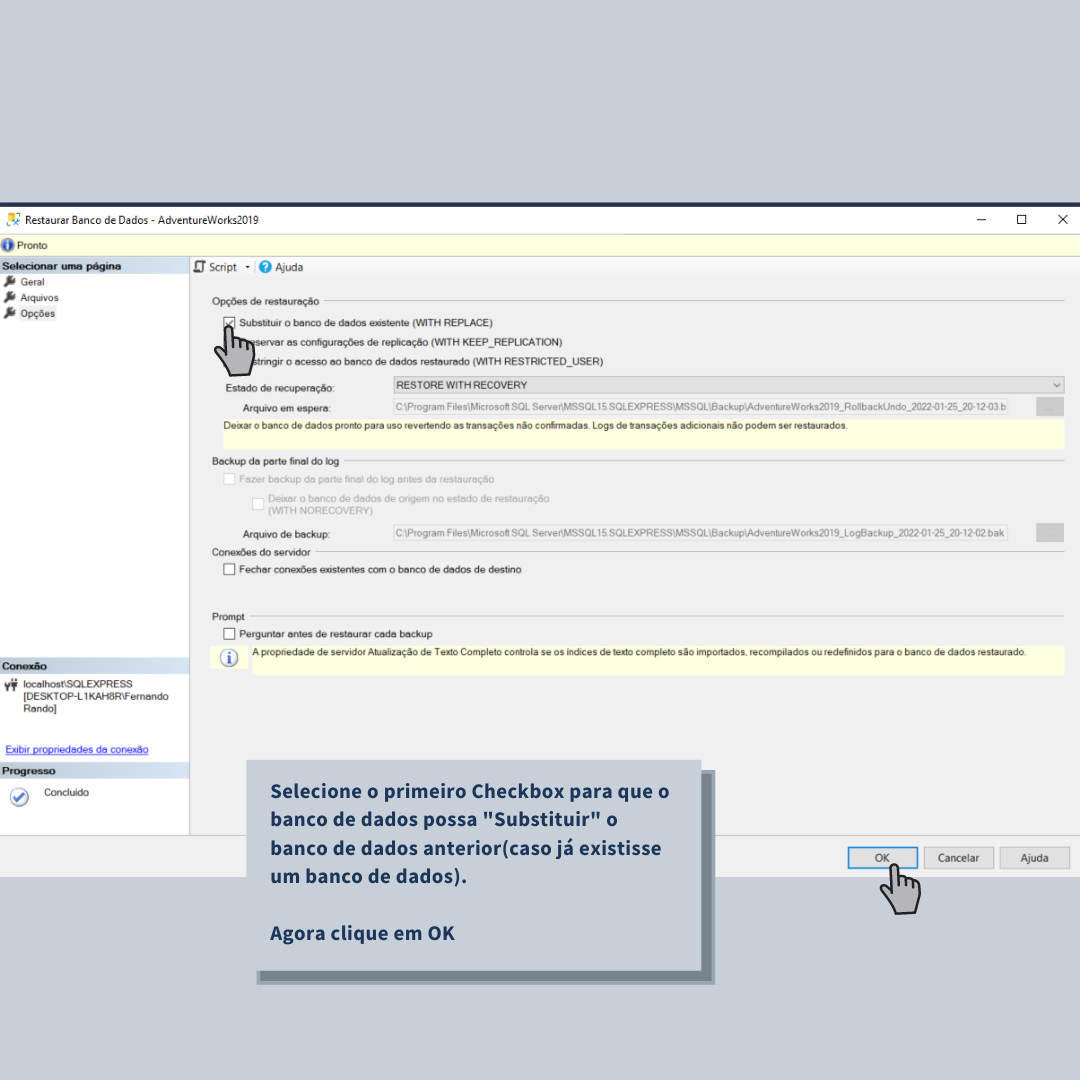 Restaurar Banco de Dados - AdventureWorks2019
Pronto
Selecionar uma página
Geral
Arquivos
Opções
Script
Ajuda
Opções de restauração
Substituir o banco de dados existente (WITH REPLACE)
eservar as configurações de replicação (WITH KEEP_REPLICATION)
stringir o acesso ao banco de dados restaurado (WITH RESTRICTED_USER)
Estado de recuperação:
RESTORE WITH RECOVERY
Arquivo em espera:
C:\Program Files\Microsoft SQL Server\MSSQL15.SQLEXPRESS\MSSQL\Backup\AdventureWorks2019_RollbackUndo_2022-01-25_20-12-03.b
Deixar o banco de dados pronto para uso revertendo as transações não confirmadas. Logs de transações adicionais não podem ser restaurados.
Backup da parte final do log
Fazer backup da parte final do log antes da restauração
Deixar o banco de dados de origem no estado de restauração
(WITH NORECOVERY)
Arquivo de backup:
C:\Program Files\Microsoft SQL Server\MSSQL15.SQLEXPRESS\MSSQL\Backup\AdventureWorks2019_LogBackup_2022-01-25_20-12-02.bak
Conexões do servidor
Fechar conexões existentes com o banco de dados de destino
Prompt
Perguntar antes de restaurar cada backup
A propriedade de servidor Atualização de Texto Completo controla se os índices de texto completo são importados, recompilados ou redefinidos para o banco de dados restaurado.
Conexão
localhost\SQLEXPRESS
[DESKTOP-L1KAH8R\Fernando
Rando]
Exibir propriedades da conexão
Progresso
Concluído
Selecione o primeiro Checkbox para que o
banco de dados possa "Substituir" o
banco de dados anterior(caso já existisse
um banco de dados).
Agora clique em OK
OK
Cancelar
Ajuda